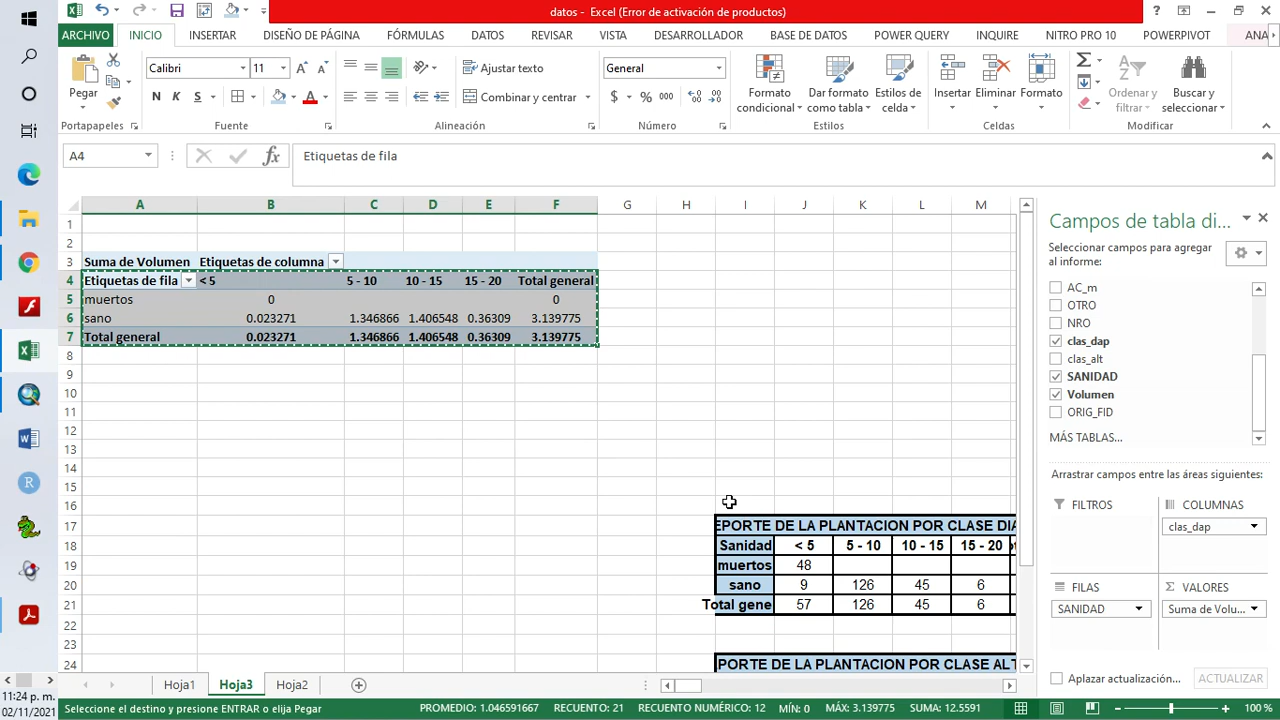 datos - Excel (Error de activación de productos)
ARCHIVO INICIO INSERTAR DISEÑO DE PÁGINA FÓRMULAS DATOS REVISAR VISTA DESARROLLADOR BASE DE DATOS POWER QUERY INQUIRE NITRO PRO 10 POWERPIVOT ANA
Pegar
Portapapeles
Calibri 11
N K S
Fuente
Ajustar texto
Combinar y centrar
Alineación
General
$ % 000
Número
Formato condicional
Dar formato como tabla
Estilos de celda
Estilos
Insertar Eliminar Formato
Celdas
Ordenar y filtrar
Buscar y seleccionar
Modificar
A4 Etiquetas de fila
A B C D E F G H I J K L M
1
2
3 Suma de Volumen Etiquetas de columna
4 Etiquetas de fila < 5 5 - 10 10 - 15 15 - 20 Total general
5 muertos 0 0
6 sano 0.023271 1.346866 1.406548 0.36309 3.139775
7 Total general 0.023271 1.346866 1.406548 0.36309 3.139775
8
9
10
11
12
13
14
15
16
17 EPORTE DE LA PLANTACION POR CLASE DIA
18 Sanidad < 5 5 - 10 10 - 15 15 - 20
19 muertos 48
20 sano 9 126 45 6
21 Total gene 57 126 45 6
22
23
24 PORTE DE LA PLANTACION POR CLASE ALT
Campos de tabla di...
Seleccionar campos para agregar al informe:
AC_m
OTRO
NRO
clas_dap
clas_alt
SANIDAD
Volumen
ORIG_FID
MÁS TABLAS...
Arrastrar campos entre las áreas siguientes:
FILTROS
COLUMNAS
clas_dap
FILAS
SANIDAD
Σ VALORES
Suma de Volu...
Aplazar actualización... ACTUALIZAR
Hoja1 Hoja3 Hoja2
11:24 p. m.
02/11/2021
Seleccione el destino y presione ENTRAR o elija Pegar PROMEDIO: 1.046591667 RECUENTO: 21 RECUENTO NUMÉRICO: 12 MÍN: 0 MÁX: 3.139775 SUMA: 12.5591 100 %